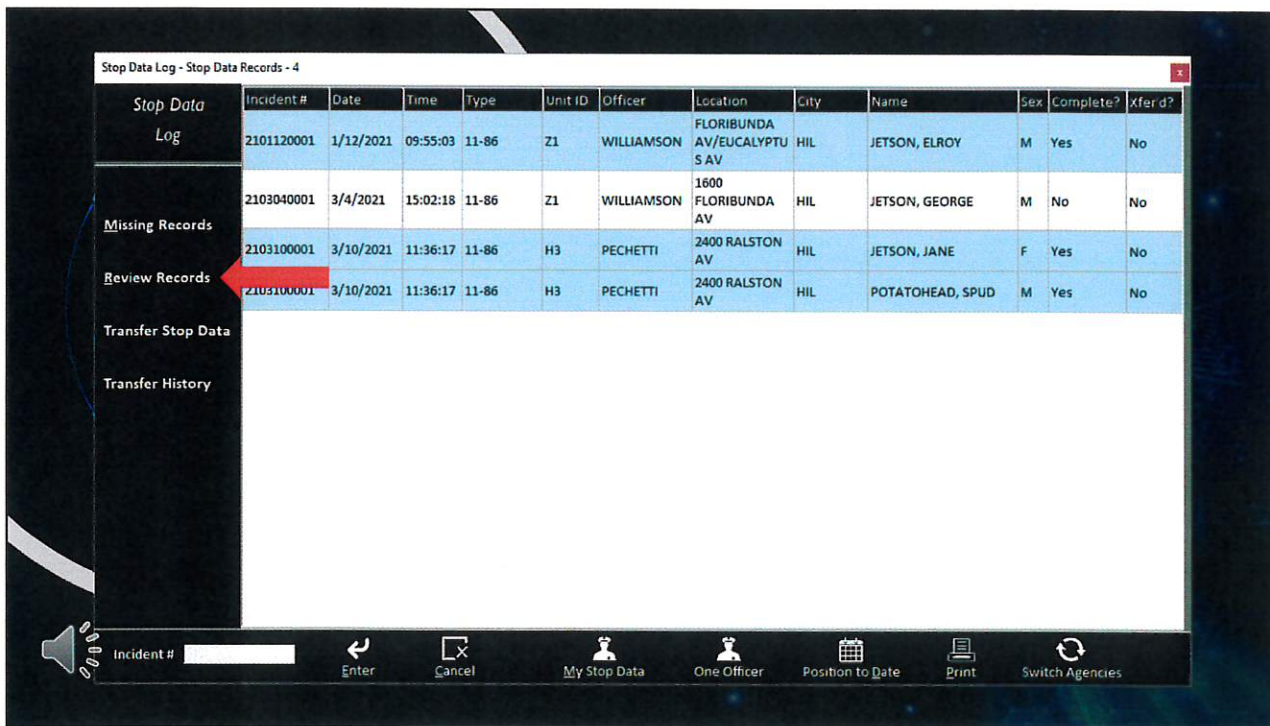 Stop Data Log - Stop Data Records - 4
x
Stop Data
Log
Missing Records
Review Records
Transfer Stop Data
Transfer History
Incident # Date Time Type Unit ID Officer Location City Name Sex Complete? Xfer'd?
2101120001 1/12/2021 09:55:03 11-86 Z1 WILLIAMSON FLORIBUNDA AV/EUCALYPTU S AV HIL JETSON, ELROY M Yes No
2103040001 3/4/2021 15:02:18 11-86 Z1 WILLIAMSON 1600 FLORIBUNDA AV HIL JETSON, GEORGE M No No
2103100001 3/10/2021 11:36:17 11-86 H3 PECHETTI 2400 RALSTON AV HIL JETSON, JANE F Yes No
2103100001 3/10/2021 11:36:17 11-86 H3 PECHETTI 2400 RALSTON AV HIL POTATOHEAD, SPUD M Yes No
Incident #
Enter
Cancel
My Stop Data
One Officer
Position to Date
Print
Switch Agencies